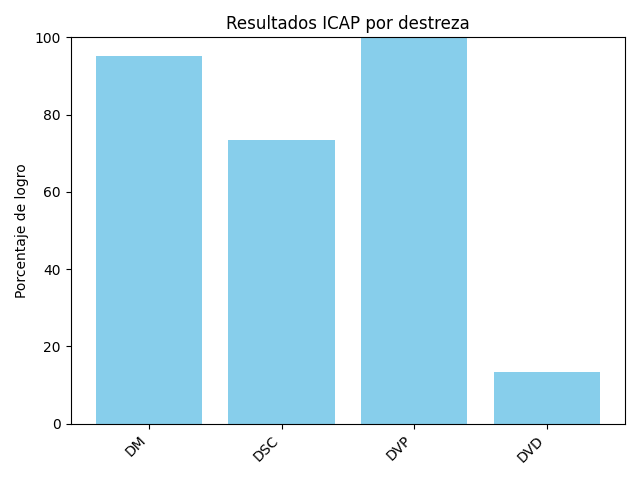 Resultados ICAP por destreza
Porcentaje de logro
100
80
60
40
20
0
DM
DSC
DVP
DVD